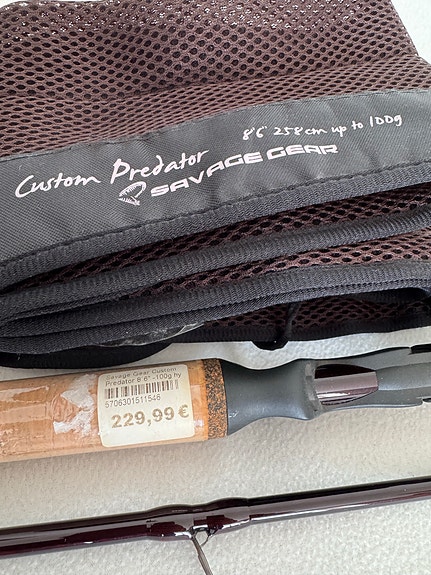 8'6" 258cm up to 100g
Custom Predator
SAVAGE GEAR
Savage Gear Custom
Predator 8'6" -100g hy
5706301511546
229,99€